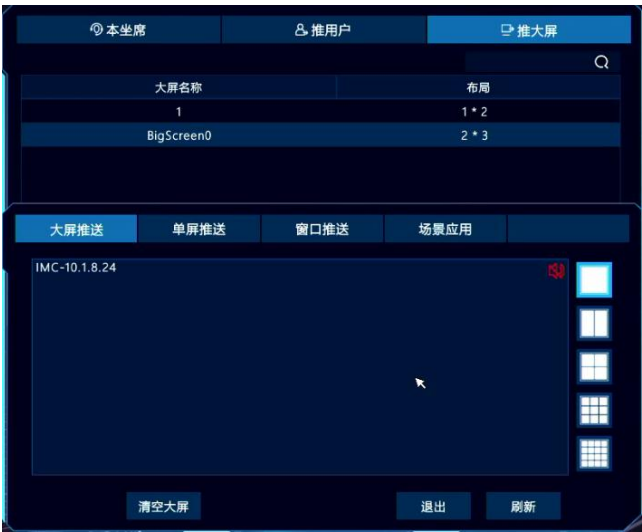 本坐席 推用户 推大屏
大屏名称 布局
1 1 * 2
BigScreen0 2 * 3
大屏推送 单屏推送 窗口推送 场景应用
IMC-10.1.8.24
清空大屏 退出 刷新